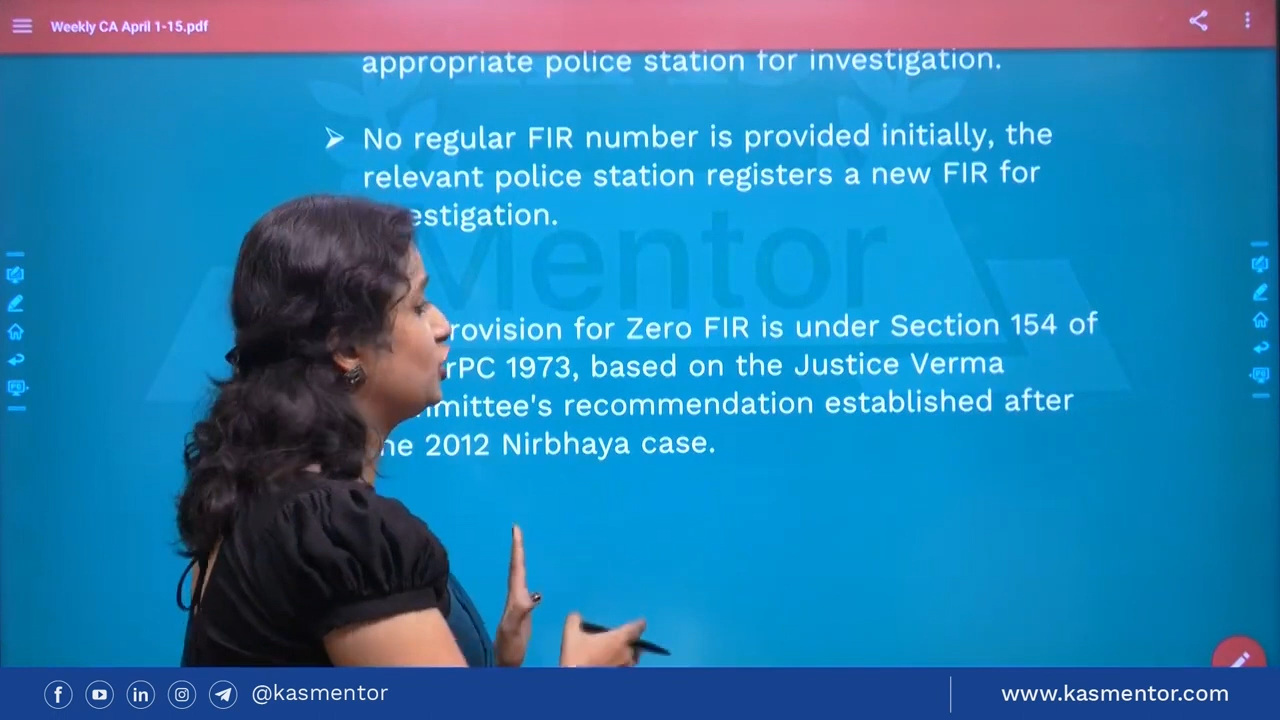 Weekly CA April 1-15.pdf
appropriate police station for investigation.
➢ No regular FIR number is provided initially, the
relevant police station registers a new FIR for
estigation.
rovision for Zero FIR is under Section 154 of
rPC 1973, based on the Justice Verma
mmittee's recommendation established after
he 2012 Nirbhaya case.
Mentor
@kasmentor
www.kasmentor.com